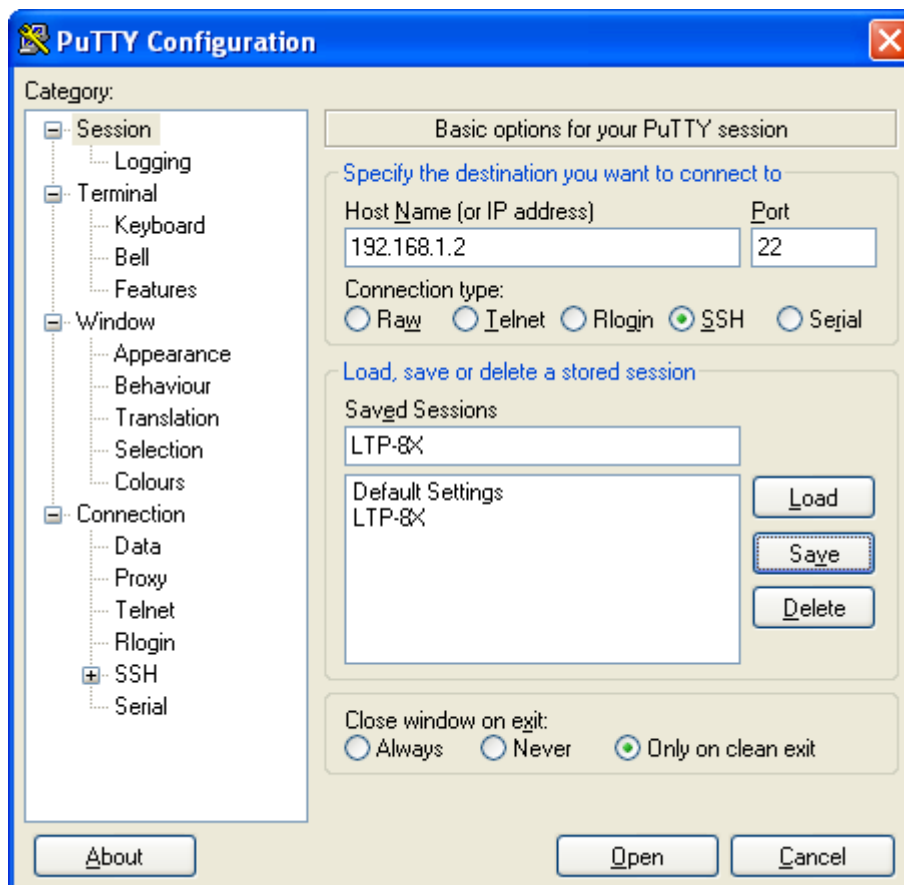 PuTTY Configuration
Category:
Session
Logging
Terminal
Keyboard
Bell
Features
Window
Appearance
Behaviour
Translation
Selection
Colours
Connection
Data
Proxy
Telnet
Rlogin
SSH
Serial
Basic options for your PuTTY session
Specify the destination you want to connect to
Host Name (or IP address) Port
192.168.1.2 22
Connection type:
Raw Telnet Rlogin SSH Serial
Load, save or delete a stored session
Saved Sessions
LTP-8X
Default Settings
LTP-8X
Load
Save
Delete
Close window on exit:
Always Never Only on clean exit
About Open Cancel